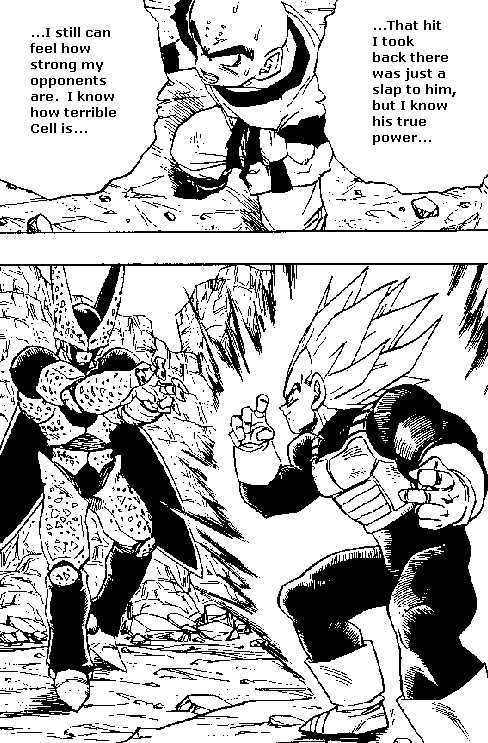 ...I still can
feel how
strong my
opponents
are.  I know
how terrible
Cell is...
...That hit
I took
back there
was just a
slap to him,
but I know
his true
power...